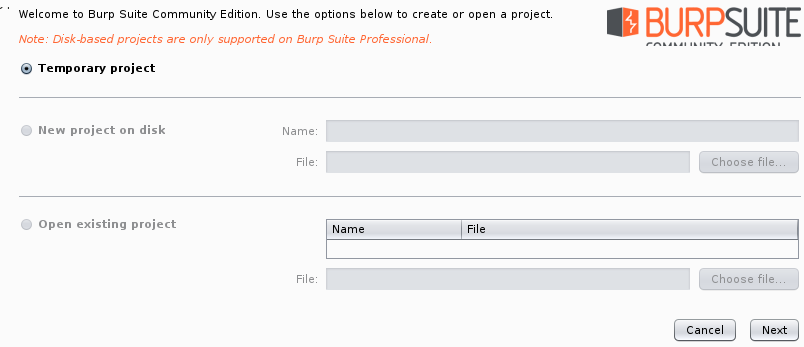 Welcome to Burp Suite Community Edition. Use the options below to create or open a project.
Note: Disk-based projects are only supported on Burp Suite Professional.
BURPSUITE
COMMUNITY EDITION
Temporary project
New project on disk
Name:
File:
Choose file...
Open existing project
Name File
File:
Choose file...
Cancel Next